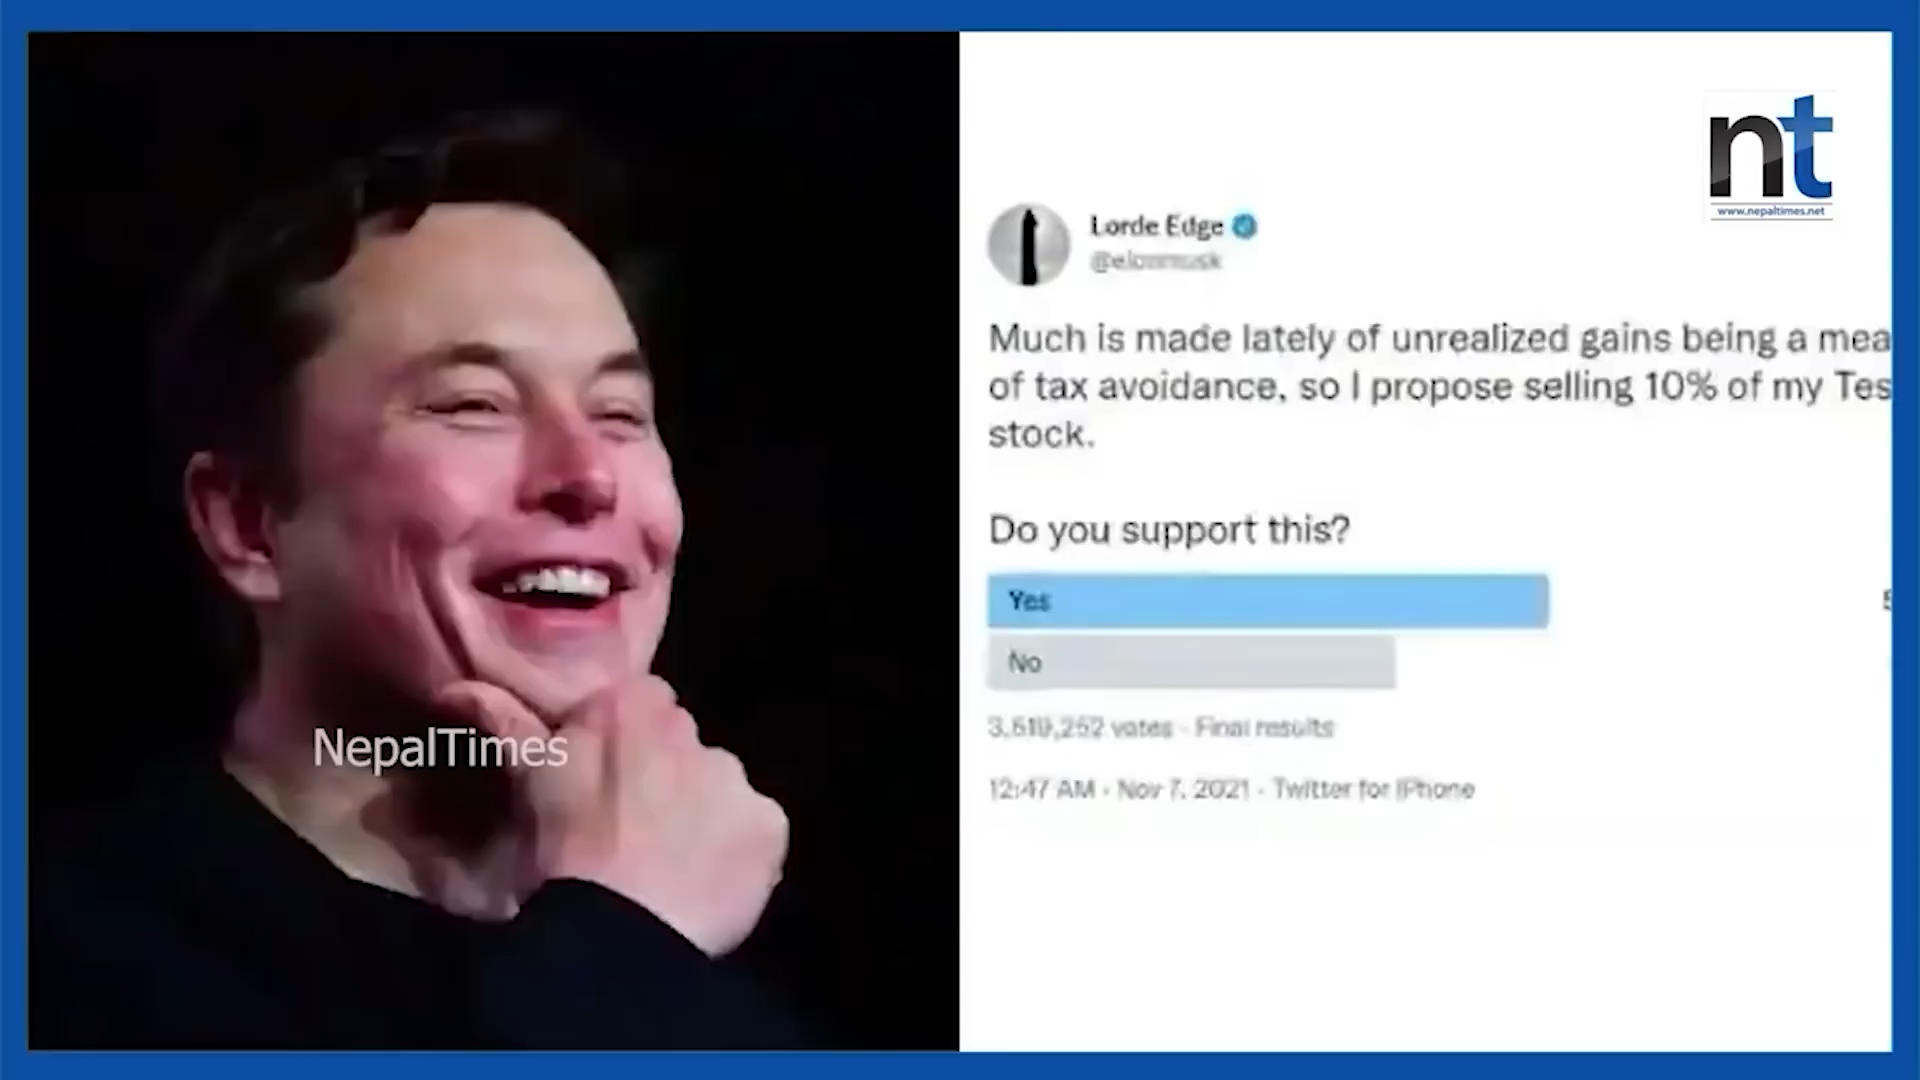 nt
www.nepaltimes.net
Lorde Edge
@elonmusk
Much is made lately of unrealized gains being a mea
of tax avoidance, so I propose selling 10% of my Tes
stock.
Do you support this?
Yes
No
votes · Final results
12:47 AM · Nov 7, 2021 · Twitter for iPhone
NepalTimes